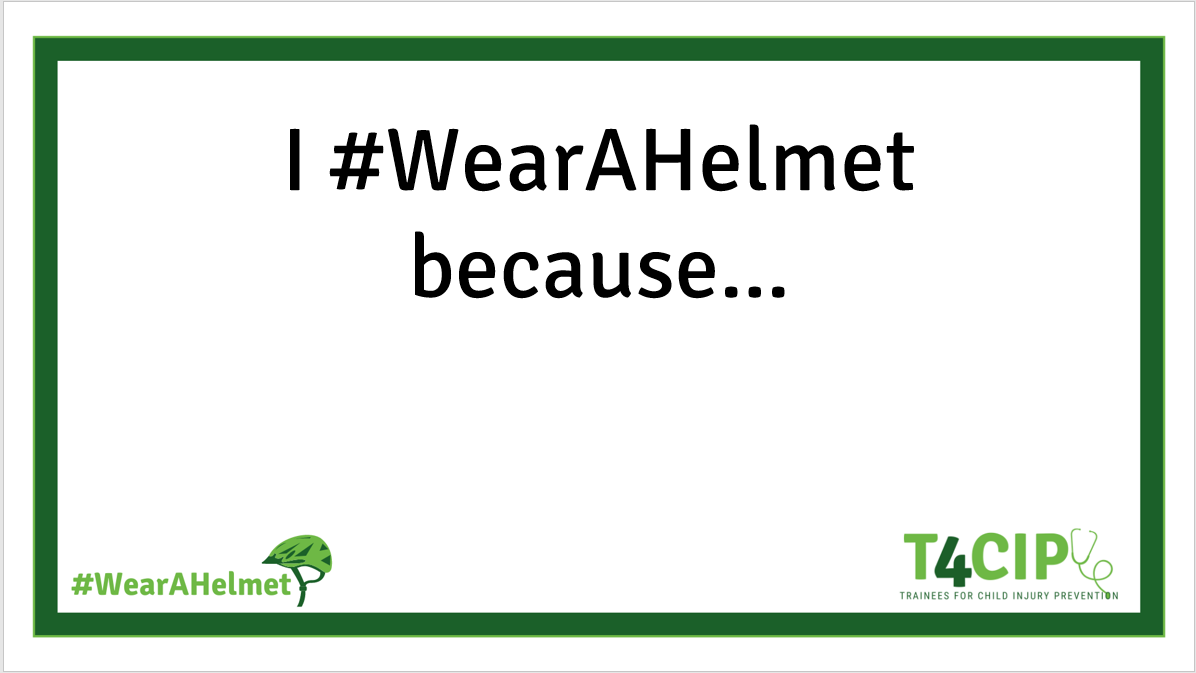 I #WearAHelmet
because...
#WearAHelmet
T4CIP
TRAINEES FOR CHILD INJURY PREVENTION